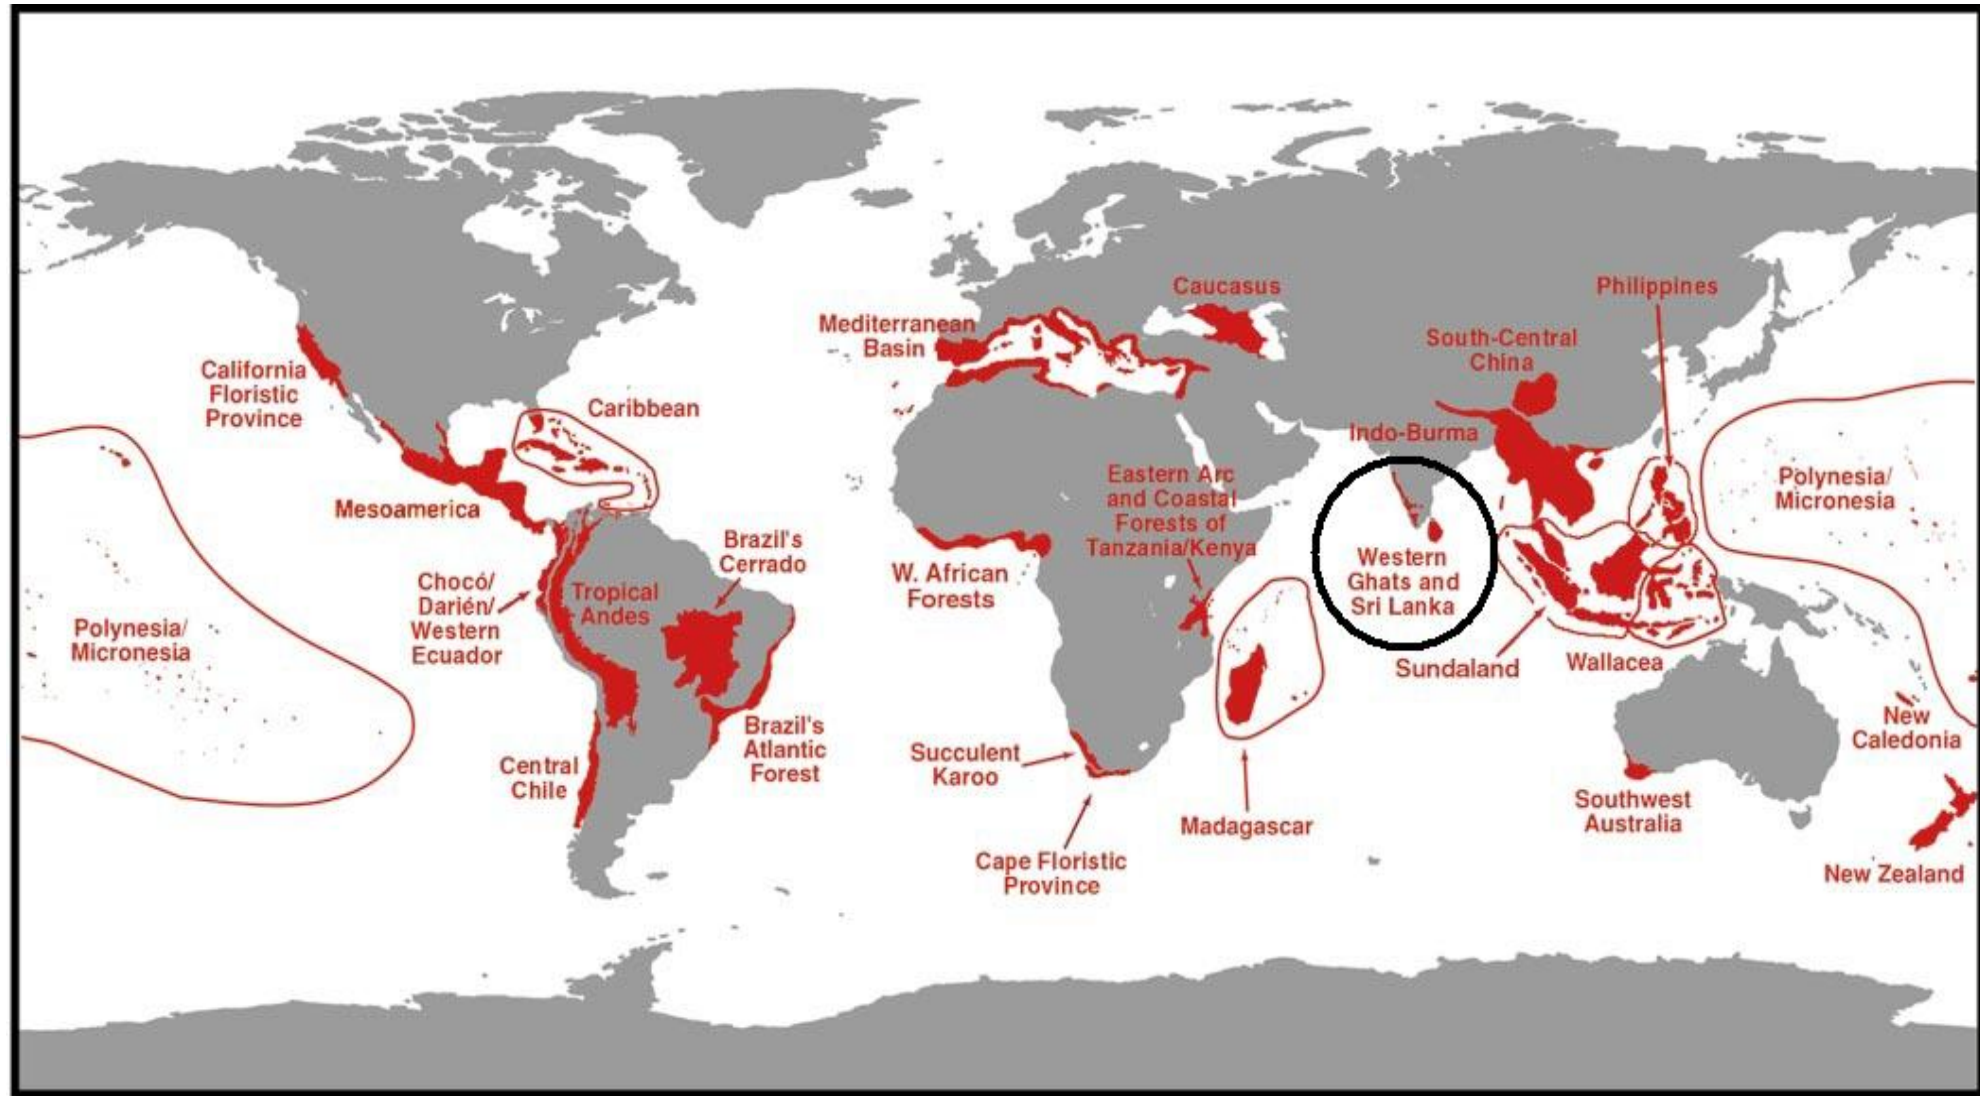 Caucasus
Philippines
Mediterranean
Basin
South-Central
China
California
Floristic
Province
Caribbean
Indo-Burma
Eastern Arc
and Coastal
Forests of
Tanzania/Kenya
Polynesia/
Micronesia
Mesoamerica
Brazil's
Cerrado
Western
Ghats and
Sri Lanka
W. African
Forests
Chocó/
Darién/
Western
Ecuador
Tropical
Andes
Polynesia/
Micronesia
Sundaland
Wallacea
New
Caledonia
Brazil's
Atlantic
Forest
Succulent
Karoo
Central
Chile
Madagascar
Southwest
Australia
Cape Floristic
Province
New Zealand